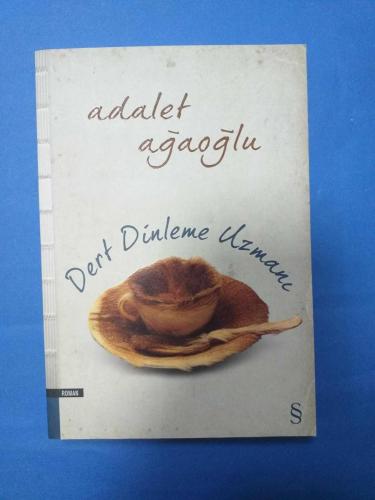 adalet
ağaoğlu
Dert Dinleme Uzmanı
ROMAN